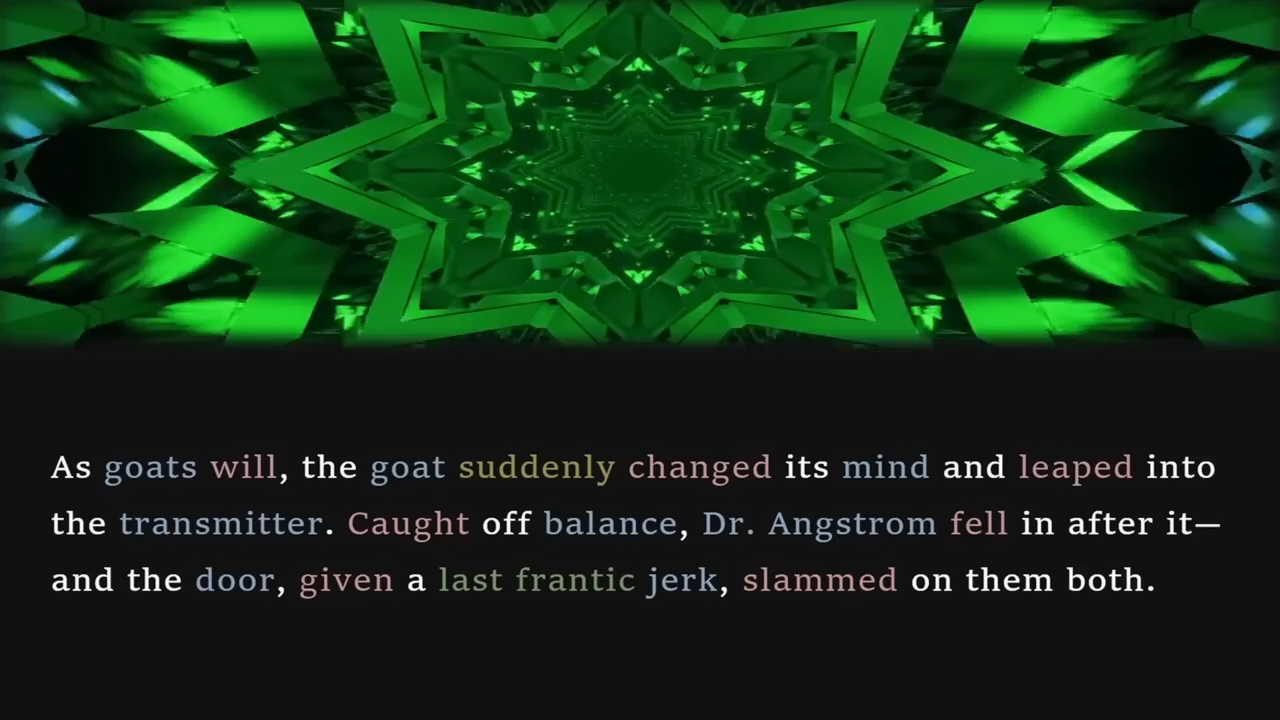 As goats will, the goat suddenly changed its mind and leaped into
the transmitter. Caught off balance, Dr. Angstrom fell in after it—
and the door, given a last frantic jerk, slammed on them both.